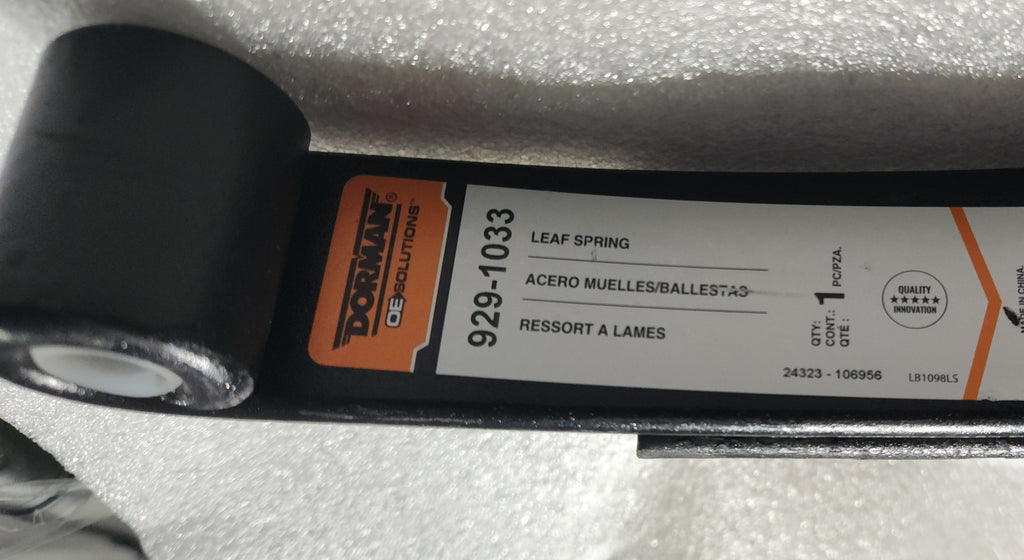 DORMAN®
OE SOLUTIONS™
929-1033
LEAF SPRING
ACERO MUELLES/BALLESTAS
RESSORT A LAMES
QTY:
CONT.:
QTÉ :
1 PC/PZA.
QUALITY
★★★★★
INNOVATION
24323 - 106956
LB1098LS
MADE IN CHINA.